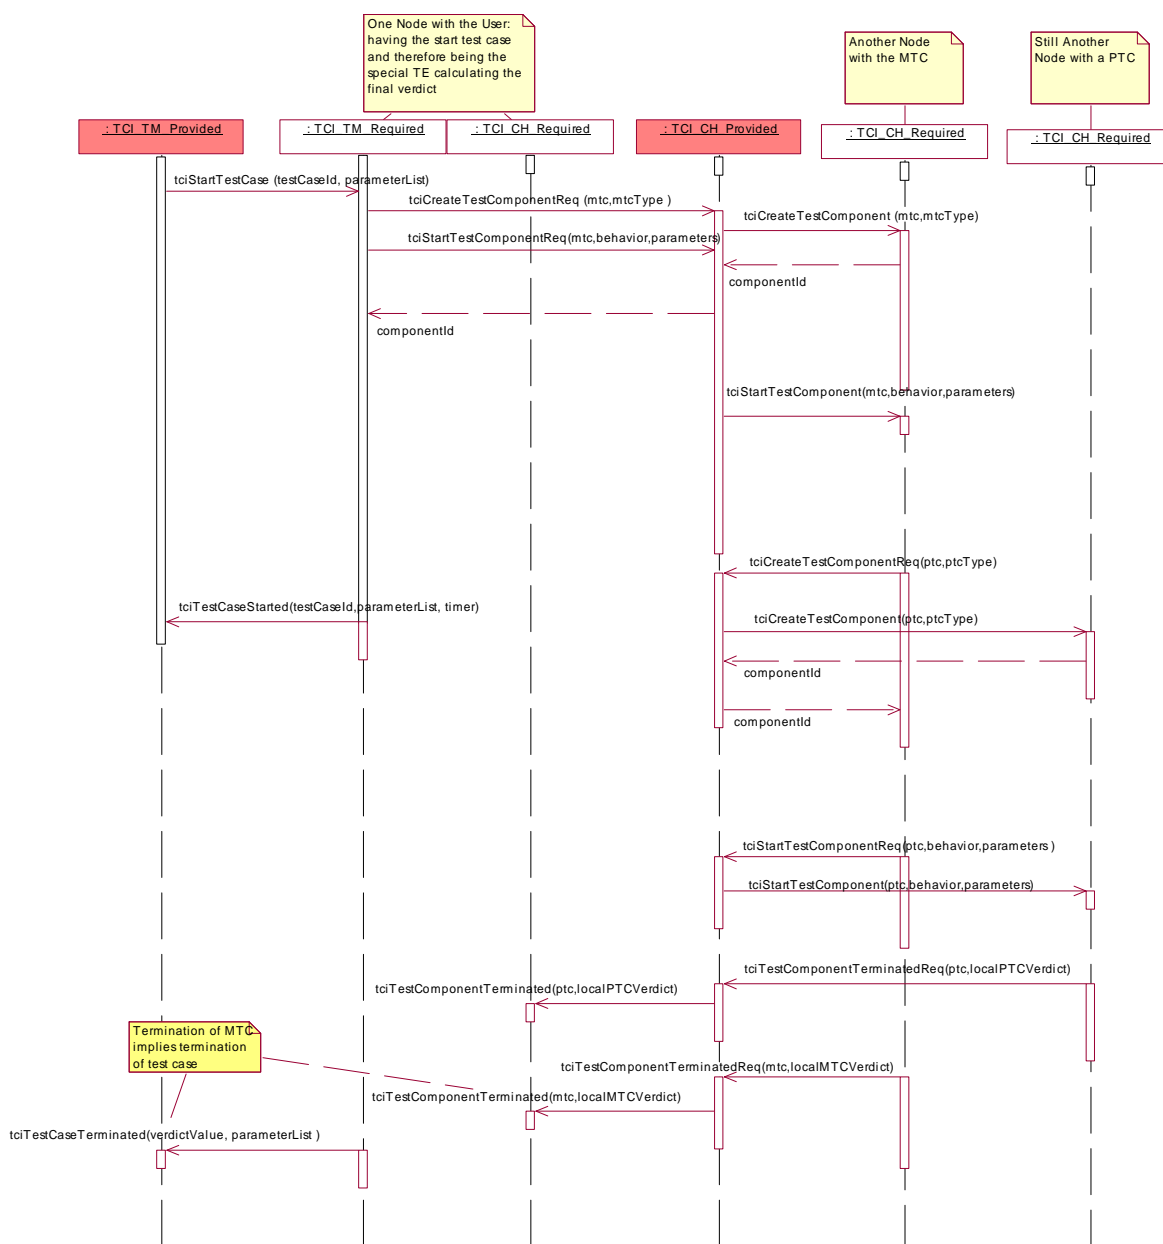 One Node with the User:
having the start test case
and therefore being the
special TE calculating the
final verdict
Another Node
with the MTC
Still Another
Node with a PTC
: TCI_TM_Provided
: TCI_TM_Required
: TCI_CH_Required
: TCI_CH_Provided
: TCI_CH_Required
: TCI_CH_Required
tciStartTestCase (testCaseId, parameterList)
tciCreateTestComponentReq (mtc,mtcType )
tciCreateTestComponent (mtc,mtcType)
tciStartTestComponentReq(mtc,behavior,parameters)
componentId
componentId
tciStartTestComponent(mtc,behavior,parameters)
tciCreateTestComponentReq(ptc,ptcType)
tciTestCaseStarted(testCaseId,parameterList, timer)
tciCreateTestComponent(ptc,ptcType)
componentId
componentId
tciStartTestComponentReq(ptc,behavior,parameters )
tciStartTestComponent(ptc,behavior,parameters)
tciTestComponentTerminatedReq(ptc,localPTCVerdict)
tciTestComponentTerminated(ptc,localPTCVerdict)
Termination of MTC
implies termination
of test case
tciTestComponentTerminatedReq(mtc,localMTCVerdict)
tciTestComponentTerminated(mtc,localMTCVerdict)
tciTestCaseTerminated(verdictValue, parameterList )